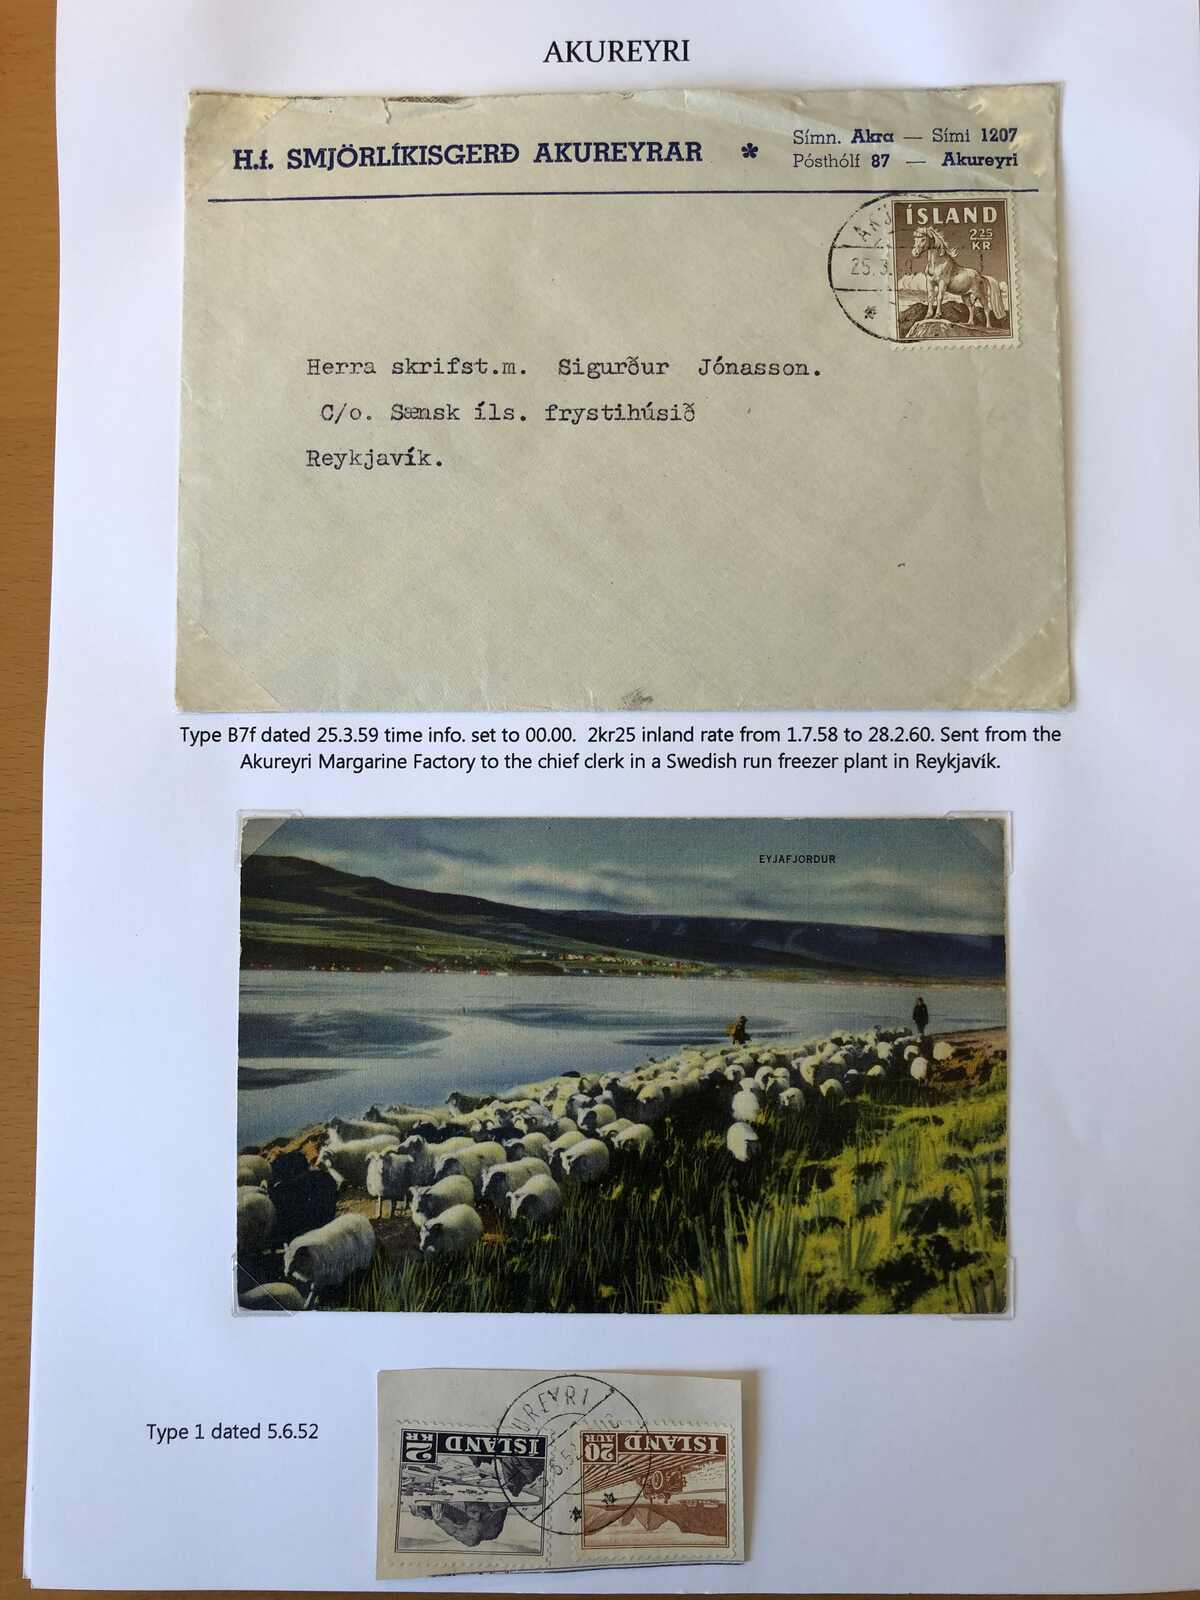 AKUREYRI
H.f. SMJÖRLÍKISGERÐ AKUREYRAR * Símn. Akra — Sími 1207
Pósthólf 87 — Akureyri
ÍSLAND
2 25
KR
25.3.
Herra skrifst.m. Sigurður Jónasson.
C/o. Sænsk ísl. frystihúsið
Reykjavík.
Type B7f dated 25.3.59 time info. set to 00.00. 2kr25 inland rate from 1.7.58 to 28.2.60. Sent from the
Akureyri Margarine Factory to the chief clerk in a Swedish run freezer plant in Reykjavík.
EYJAFJORDUR
Type 1 dated 5.6.52
AKUREYRI
ÍSLAND
2
KR
ÍSLAND
20
AUR